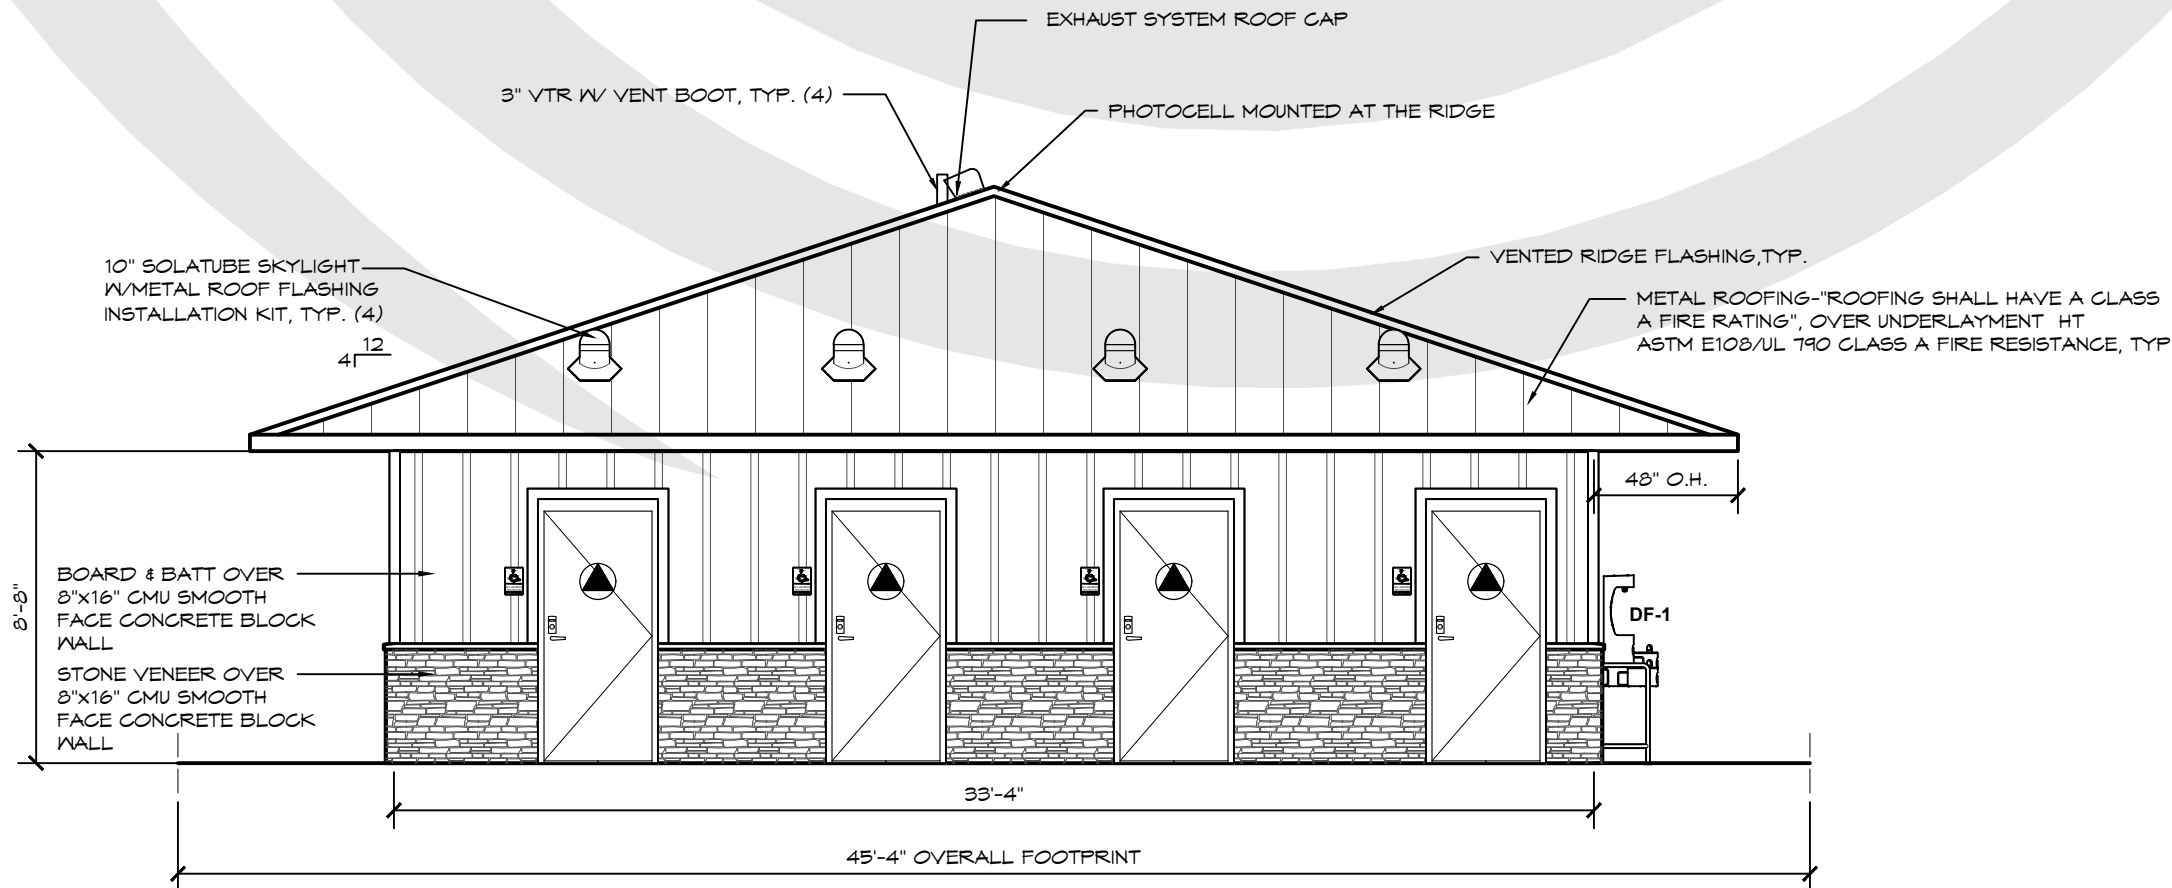 EXHAUST SYSTEM ROOF CAP
3" VTR W/ VENT BOOT, TYP. (4)
PHOTOCELL MOUNTED AT THE RIDGE
10" SOLATUBE SKYLIGHT
W/METAL ROOF FLASHING
INSTALLATION KIT, TYP. (4)
12
4
VENTED RIDGE FLASHING,TYP.
METAL ROOFING-"ROOFING SHALL HAVE A CLASS
A FIRE RATING", OVER UNDERLAYMENT HT
ASTM E108/UL 790 CLASS A FIRE RESISTANCE, TYP
48" O.H.
8'-8"
BOARD & BATT OVER
8"x16" CMU SMOOTH
FACE CONCRETE BLOCK
WALL
STONE VENEER OVER
8"x16" CMU SMOOTH
FACE CONCRETE BLOCK
WALL
DF-1
33'-4"
45'-4" OVERALL FOOTPRINT